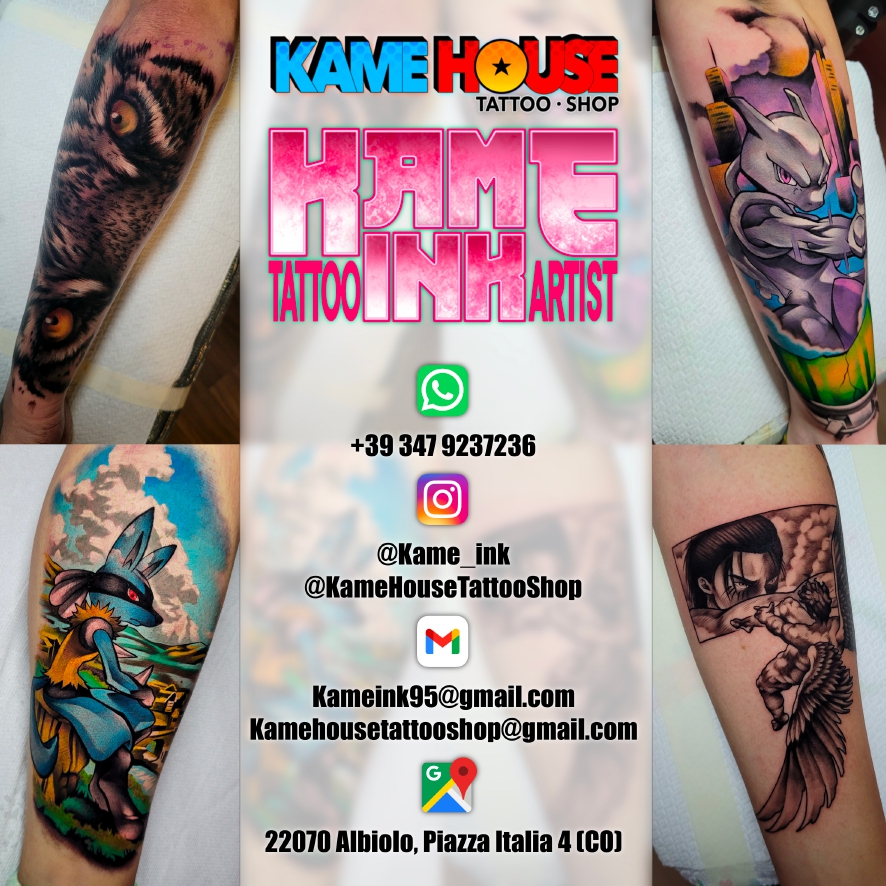 KAME HOUSE
TATTOO · SHOP
KAME
TATTOO INK ARTIST
+39 347 9237236
@Kame_ink
@KameHouseTattooShop
Kameink95@gmail.com
Kamehousetattooshop@gmail.com
G
22070 Albiolo, Piazza Italia 4 (CO)